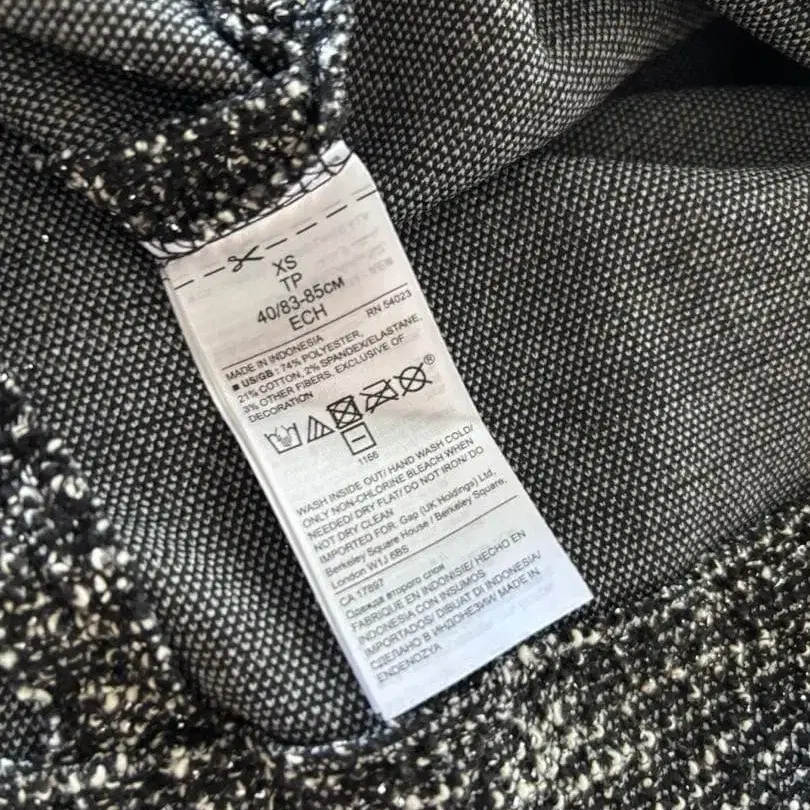 XS
TP
40/83-85CM
ECH
RN 54023
MADE IN INDONESIA
■ US/GB : 74% POLYESTER,
21% COTTON, 2% SPANDEX/ELASTANE,
3% OTHER FIBERS, EXCLUSIVE OF
DECORATION
®
1166
WASH INSIDE OUT/ HAND WASH COLD/
ONLY NON-CHLORINE BLEACH WHEN
NEEDED/ DRY FLAT/ DO NOT IRON/ DO
NOT DRY CLEAN
IMPORTED FOR: Gap (UK Holdings) Ltd,
Berkeley Square House / Berkeley Square,
London W1J 6BS
CA 17897
Одежда второго слоя
FABRIQUE EN INDONISIE/ HECHO EN
INDONESIA CON INSUMOS
IMPORTADOS/ DIBUAT DI INDONESIA/
СДЕЛАНО В ИНДОНЕЗИИ/ MADE IN
ENDENOZYA